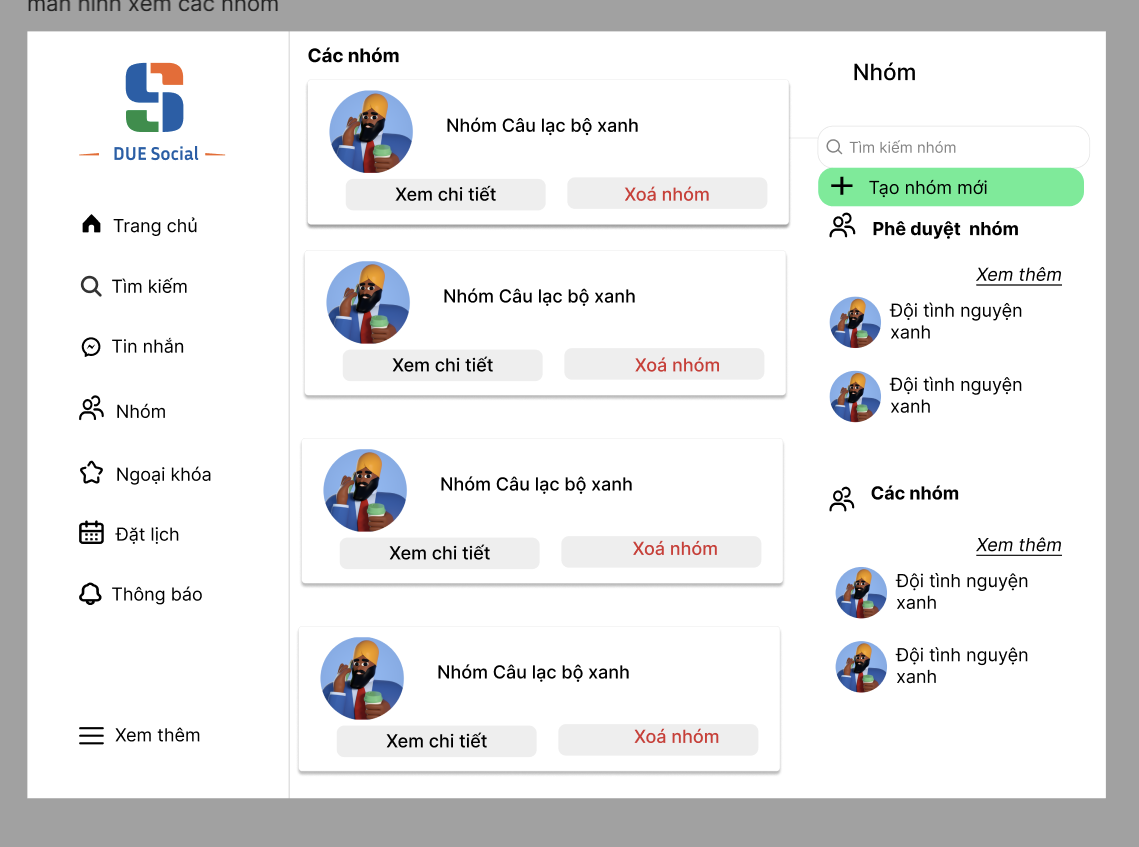 màn hình xem các nhóm
DUE Social
Trang chủ
Tìm kiếm
Tin nhắn
Nhóm
Ngoại khóa
Đặt lịch
Thông báo
Xem thêm
Các nhóm
Nhóm Câu lạc bộ xanh
Xem chi tiết
Xoá nhóm
Nhóm Câu lạc bộ xanh
Xem chi tiết
Xoá nhóm
Nhóm Câu lạc bộ xanh
Xem chi tiết
Xoá nhóm
Nhóm Câu lạc bộ xanh
Xem chi tiết
Xoá nhóm
Nhóm
Tìm kiếm nhóm
Tạo nhóm mới
Phê duyệt nhóm
Xem thêm
Đội tình nguyện
xanh
Đội tình nguyện
xanh
Các nhóm
Xem thêm
Đội tình nguyện
xanh
Đội tình nguyện
xanh